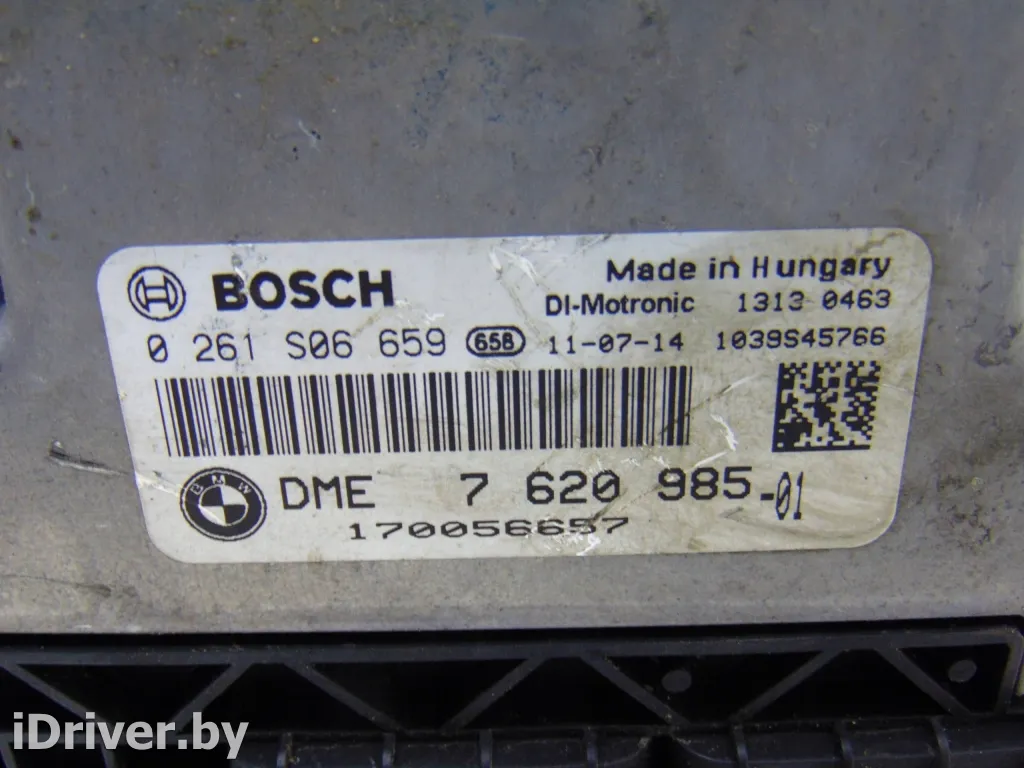 BOSCH Made in Hungary
DI-Motronic 1313 0463
0 261 S06 659 658 11-07-14 1039S45766
BMW DME 7 620 985-01
170056657
iDriver.by